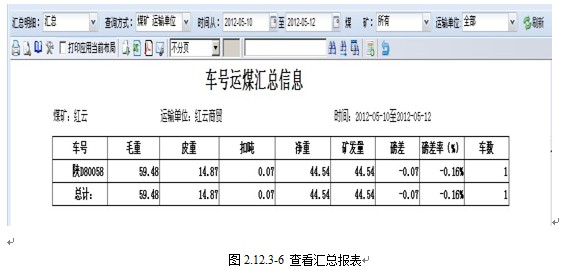 汇总明细： 汇总 查询方式： 煤矿 运输单位 时间从： 2012-05-10 至 2012-05-12 煤 矿： 所有 运输单位： 全部 刷新
打印应用当前布局 不分页
车号运煤汇总信息
煤矿：红云 运输单位：红云商贸 时间：2012-05-10至2012-05-12
车号 毛重 皮重 扣吨 净重 矿发量 磅差 磅差率（%） 车数
陕D80058 59.48 14.87 0.07 44.54 44.54 -0.07 -0.16% 1
总计： 59.48 14.87 0.07 44.54 44.54 -0.07 -0.16% 1
图 2.12.3-6 查看汇总报表